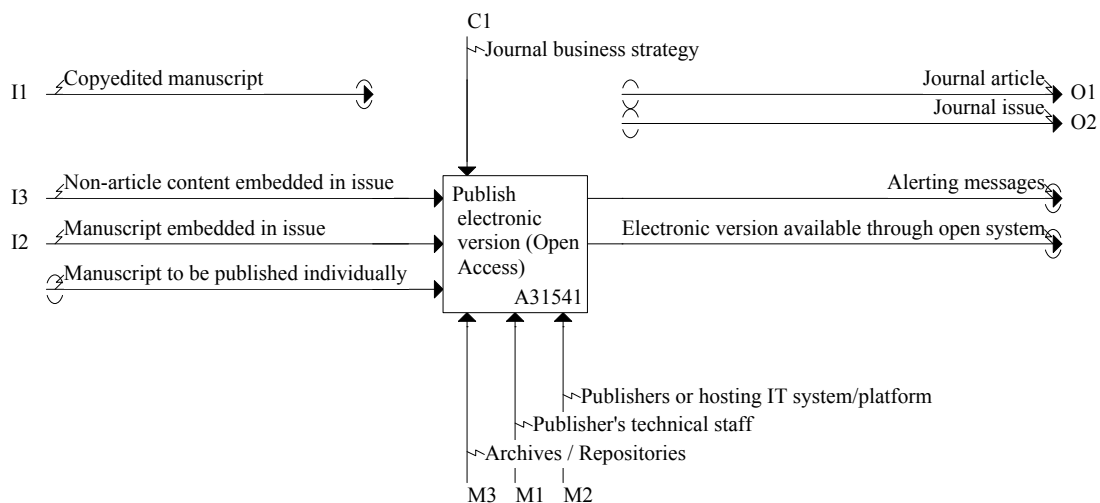 C1
Journal business strategy
I1
Copyedited manuscript
Journal article
O1
Journal issue
O2
I3
Non-article content embedded in issue
Alerting messages
I2
Manuscript embedded in issue
Electronic version available through open system
Manuscript to be published individually
Publish
electronic
version (Open
Access)
A31541
Publishers or hosting IT system/platform
Publisher's technical staff
Archives / Repositories
M3
M1
M2